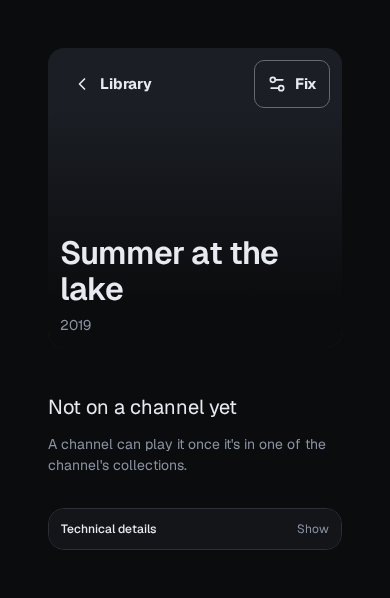 Library
Fix
Summer at the
lake
2019
Not on a channel yet
A channel can play it once it's in one of the
channel's collections.
Technical details
Show